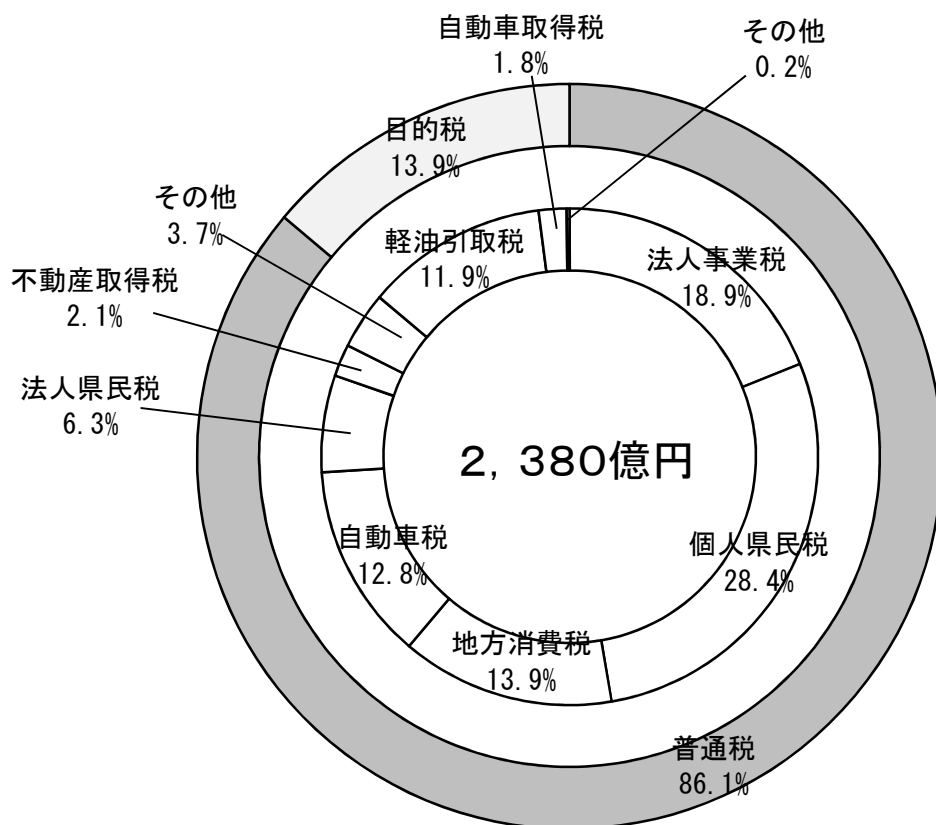 自動車取得税
1.8%
その他
0.2%
目的税
13.9%
その他
3.7%
軽油引取税
11.9%
法人事業税
18.9%
不動産取得税
2.1%
法人県民税
6.3%
2,380億円
自動車税
12.8%
個人県民税
28.4%
地方消費税
13.9%
普通税
86.1%